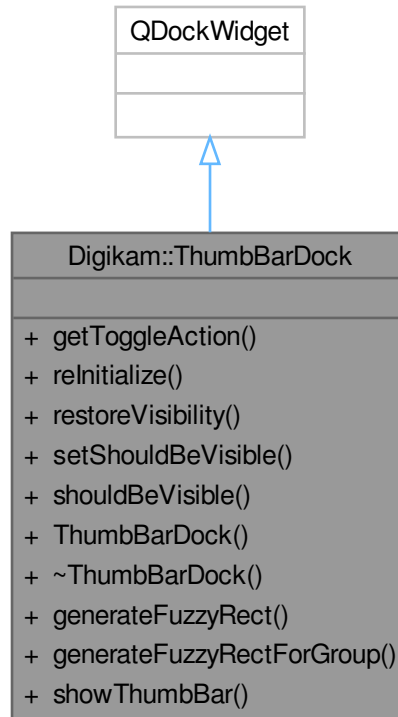 QDockWidget
Digikam::ThumbBarDock
+ getToggleAction()
+ reInitialize()
+ restoreVisibility()
+ setShouldBeVisible()
+ shouldBeVisible()
+ ThumbBarDock()
+ ~ThumbBarDock()
+ generateFuzzyRect()
+ generateFuzzyRectForGroup()
+ showThumbBar()